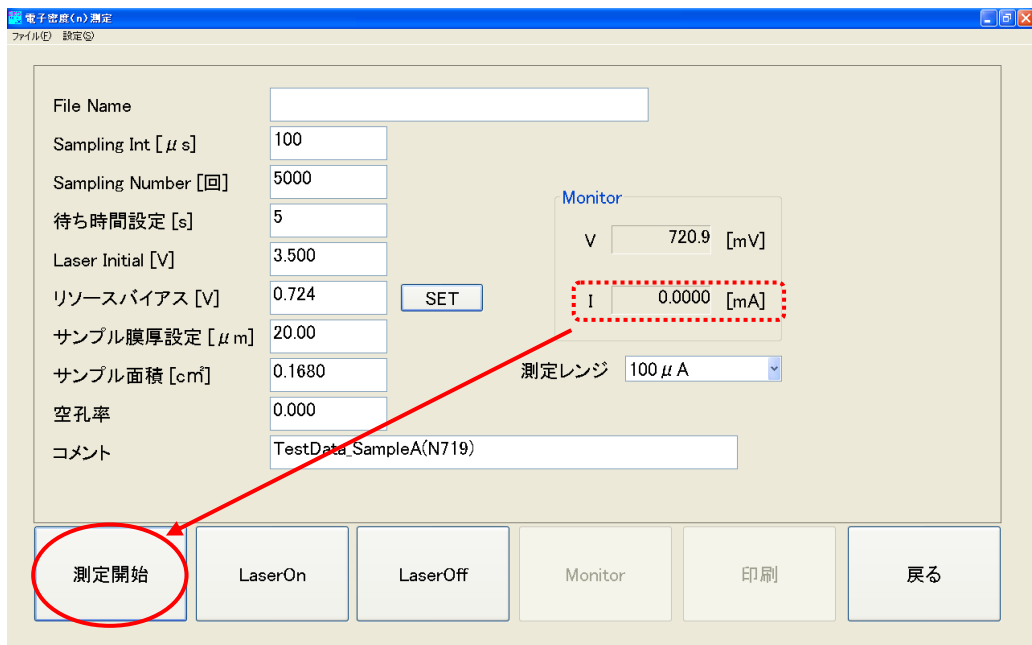 電子密度(n)測定
ファイル(F) 設定(S)
File Name
Sampling Int [μs] 100
Sampling Number [回] 5000
待ち時間設定 [s] 5
Laser Initial [V] 3.500
リソースバイアス [V] 0.724 SET
サンプル膜厚設定 [μm] 20.00
サンプル面積 [c㎡] 0.1680
空孔率 0.000
コメント TestData_SampleA(N719)
Monitor
V 720.9 [mV]
I 0.0000 [mA]
測定レンジ 100μA
測定開始 LaserOn LaserOff Monitor 印刷 戻る